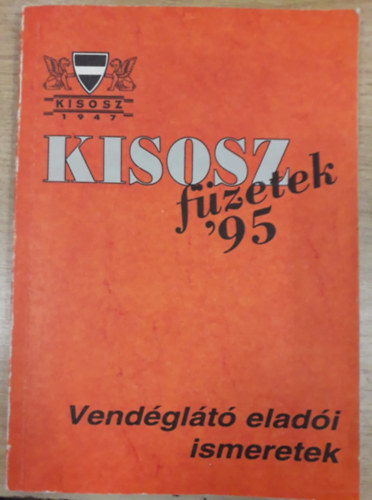 KISOSZ
1947
KISOSZ
füzetek
'95
Vendéglátó eladói
ismeretek